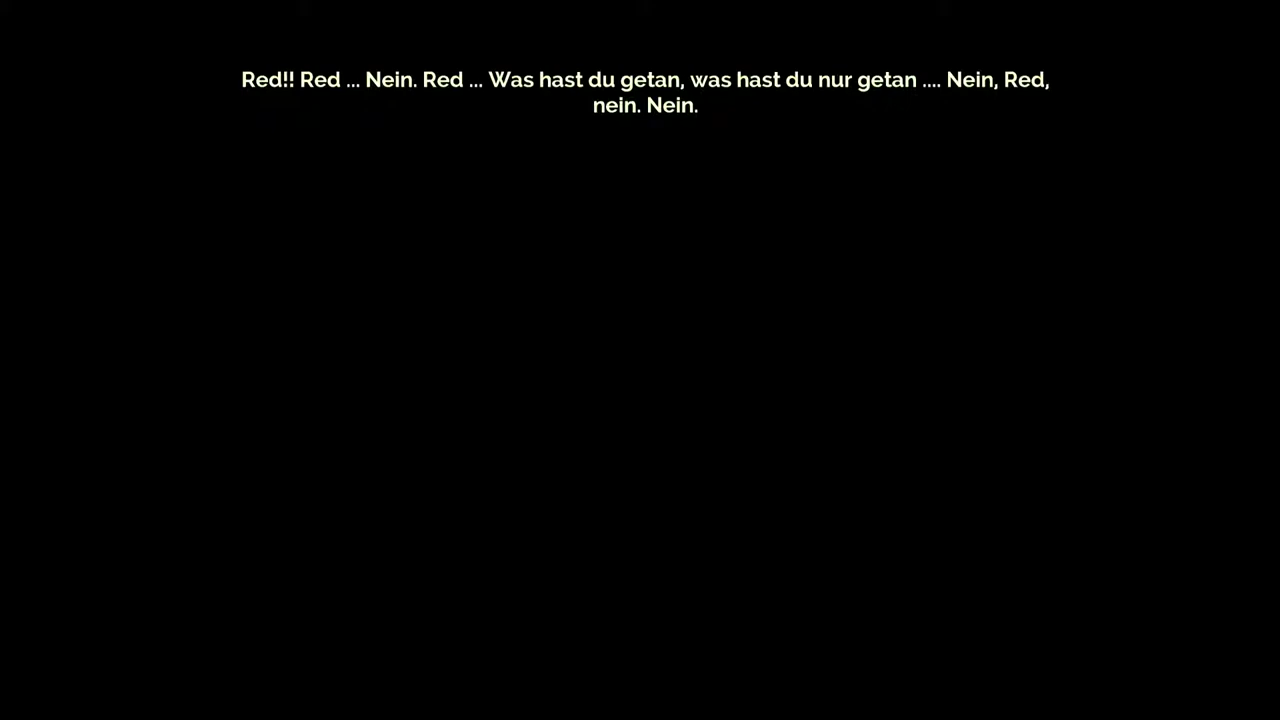 Red!! Red ... Nein. Red ... Was hast du getan, was hast du nur getan .... Nein, Red,
nein. Nein.